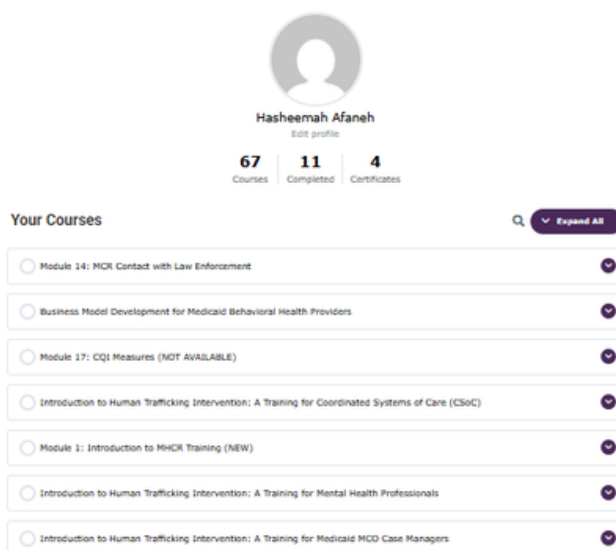 Hasheemah Afaneh
Edit profile
67 11 4
Courses Completed Certificates
Your Courses
Expand All
Module 14: MCR Contact with Law Enforcement
Business Model Development for Medicaid Behavioral Health Providers
Module 17: CQI Measures (NOT AVAILABLE)
Introduction to Human Trafficking Intervention: A Training for Coordinated Systems of Care (CSoC)
Module 1: Introduction to MHCR Training (NEW)
Introduction to Human Trafficking Intervention: A Training for Mental Health Professionals
Introduction to Human Trafficking Intervention: A Training for Medicaid MCO Case Managers